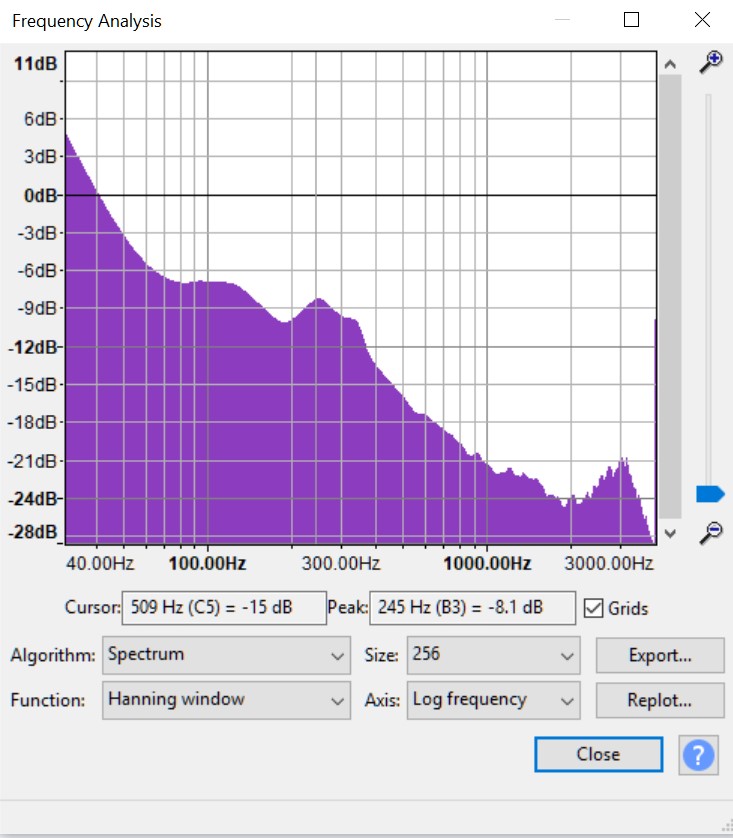 Frequency Analysis
11dB
6dB
3dB
0dB
-3dB
-6dB
-9dB
-12dB
-15dB
-18dB
-21dB
-24dB
-28dB
40.00Hz 100.00Hz 300.00Hz 1000.00Hz 3000.00Hz
Cursor: 509 Hz (C5) = -15 dB Peak: 245 Hz (B3) = -8.1 dB Grids
Algorithm: Spectrum Size: 256 Export...
Function: Hanning window Axis: Log frequency Replot...
Close ?